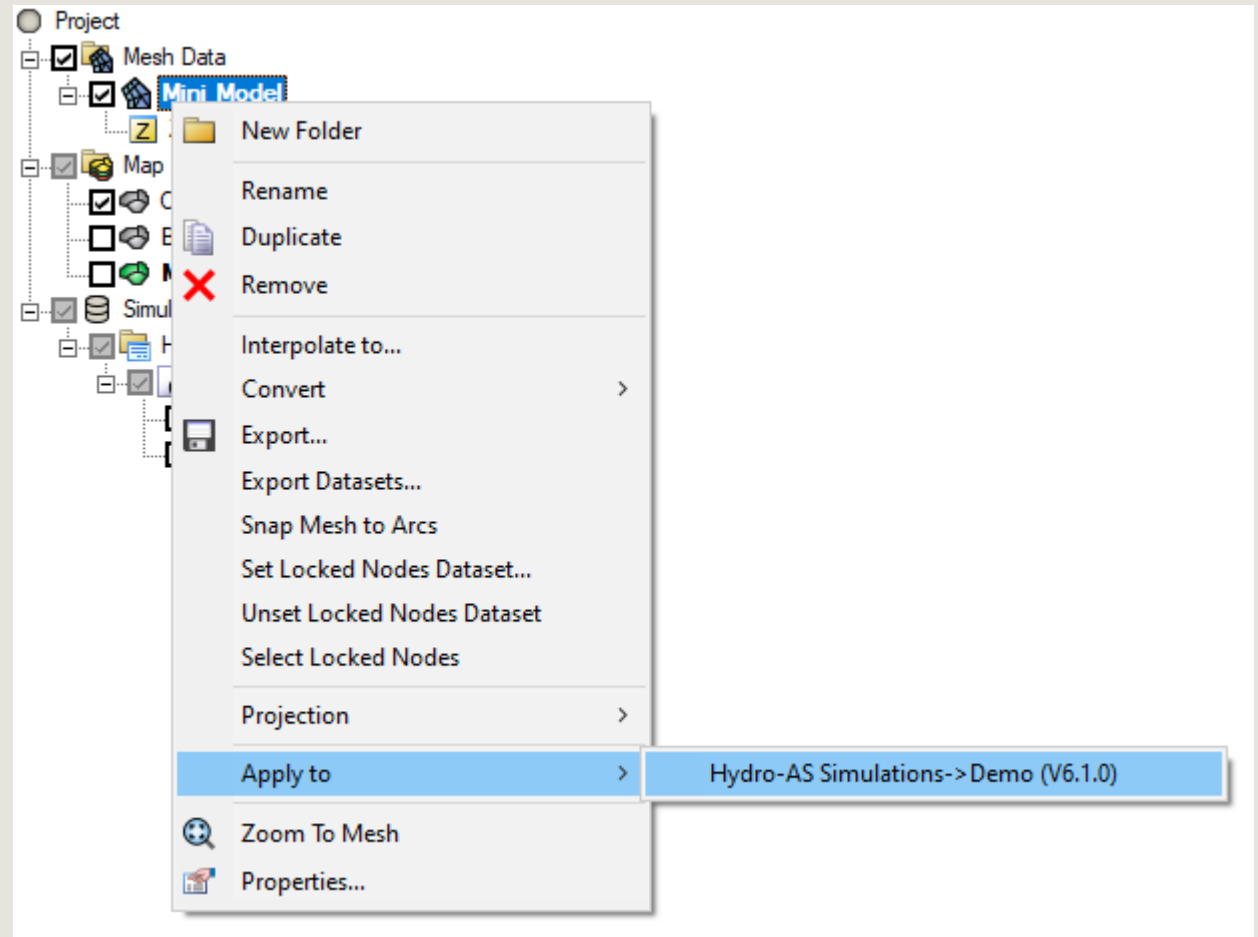 Project
Mesh Data
Mini Model
Z
New Folder
Map
Rename
Duplicate
Remove
Interpolate to...
Convert
Export...
Export Datasets...
Snap Mesh to Arcs
Set Locked Nodes Dataset...
Unset Locked Nodes Dataset
Select Locked Nodes
Projection
Apply to
Hydro-AS Simulations->Demo (V6.1.0)
Zoom To Mesh
Properties...